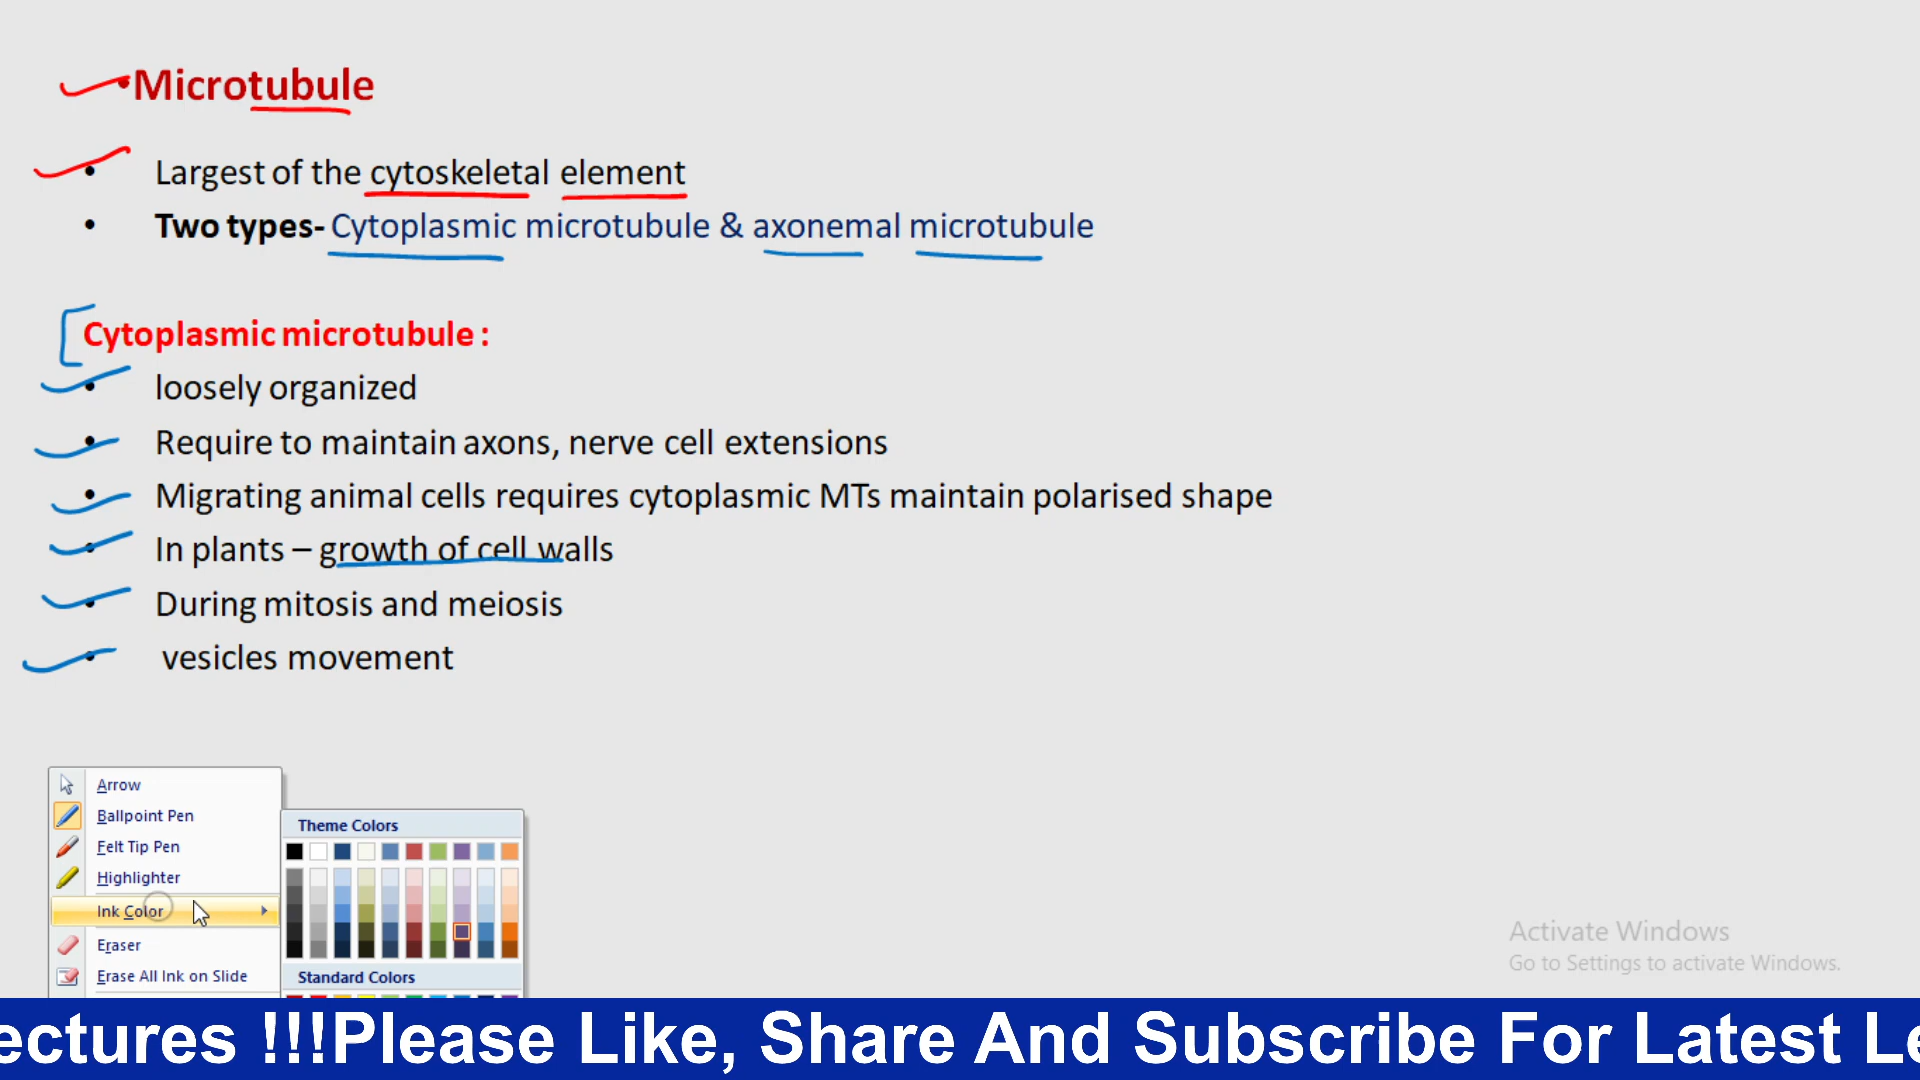 •Microtubule
• Largest of the cytoskeletal element
• Two types- Cytoplasmic microtubule & axonemal microtubule
Cytoplasmic microtubule :
• loosely organized
• Require to maintain axons, nerve cell extensions
• Migrating animal cells requires cytoplasmic MTs maintain polarised shape
• In plants – growth of cell walls
• During mitosis and meiosis
• vesicles movement
Arrow
Ballpoint Pen
Felt Tip Pen
Highlighter
Ink Color
Eraser
Erase All Ink on Slide
Theme Colors
Standard Colors
Activate Windows
Go to Settings to activate Windows.
ectures !!!Please Like, Share And Subscribe For Latest Le